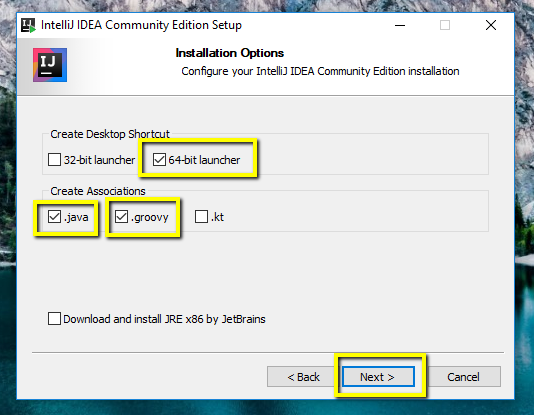 IntelliJ IDEA Community Edition Setup
IJ
Installation Options
Configure your IntelliJ IDEA Community Edition installation
Create Desktop Shortcut
32-bit launcher 64-bit launcher
Create Associations
.java .groovy .kt
Download and install JRE x86 by JetBrains
< Back Next > Cancel